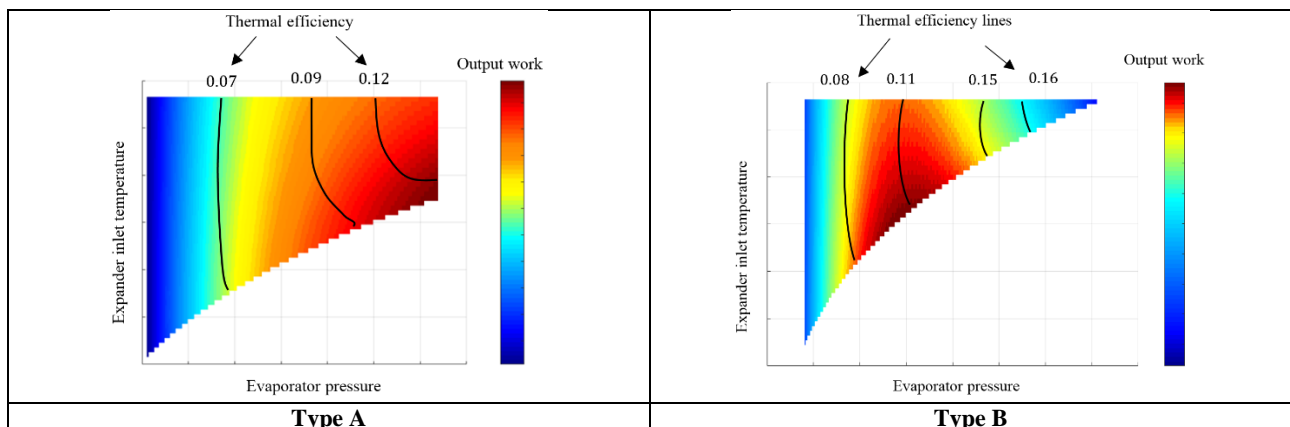 Thermal efficiency
Output work
0.07
0.09
0.12
Expander inlet temperature
Evaporator pressure
Type A
Thermal efficiency lines
Output work
0.08
0.11
0.15
0.16
Expander inlet temperature
Evaporator pressure
Type B